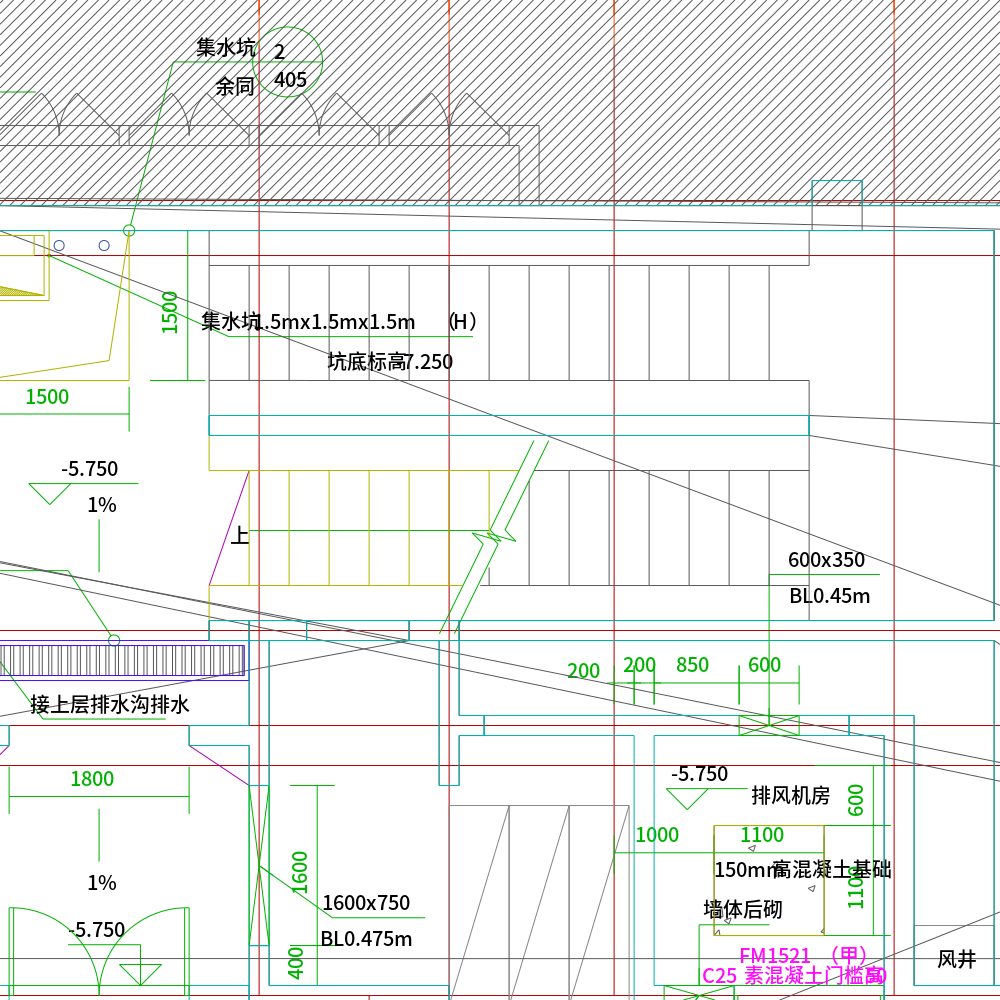 集水坑 2
余同 405
1500
集水坑1.5mx1.5mx1.5m （H）
坑底标高7.250
1500
-5.750
1%
上
600x350
BL0.45m
200 200 850 600
接上层排水沟排水
-5.750
排风机房
1800
600
1000 1100
150mm高混凝土基础
1100
1600
1%
1600x750
墙体后砌
-5.750
BL0.475m
400
FM1521 （甲）
风井
C25 素混凝土门槛高